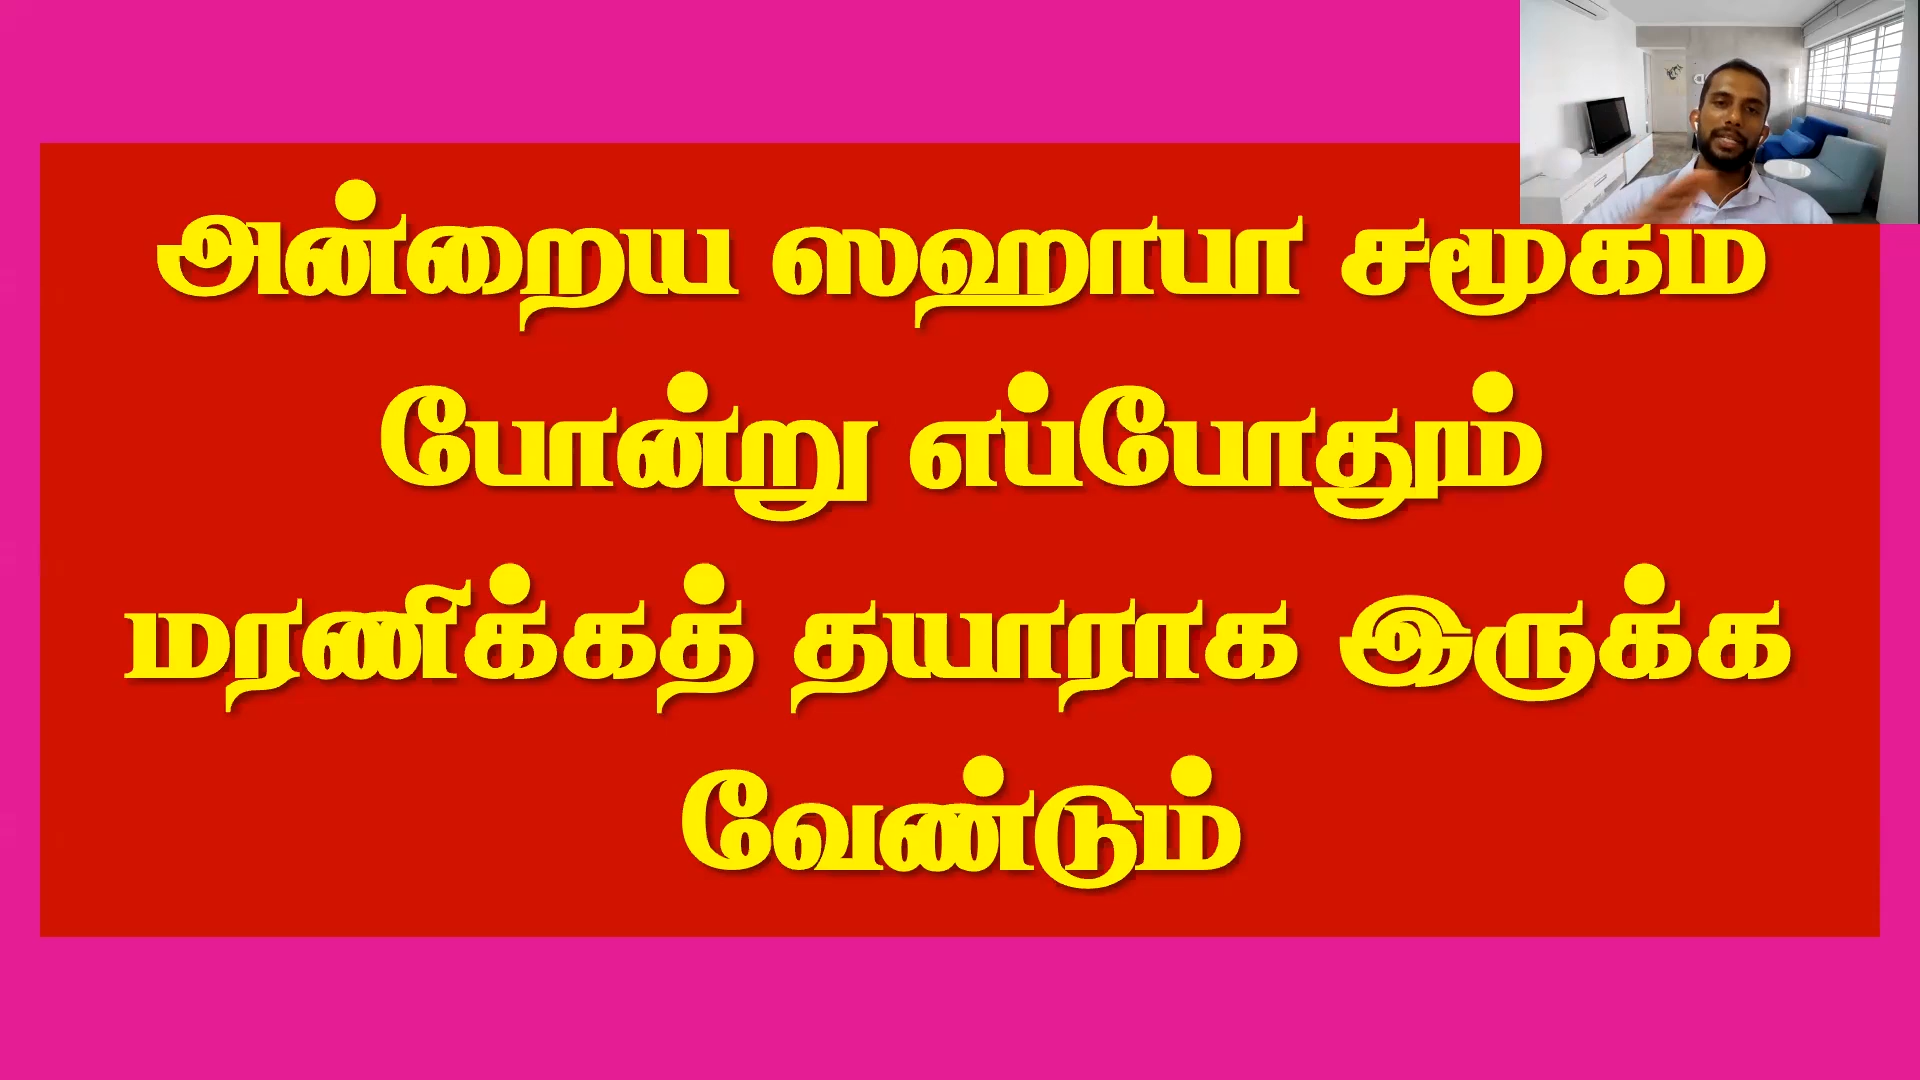 அன்றைய ஸஹாபா சமூகம்
போன்று எப்போதும்
மரணிக்கத் தயாராக இருக்க
வேண்டும்